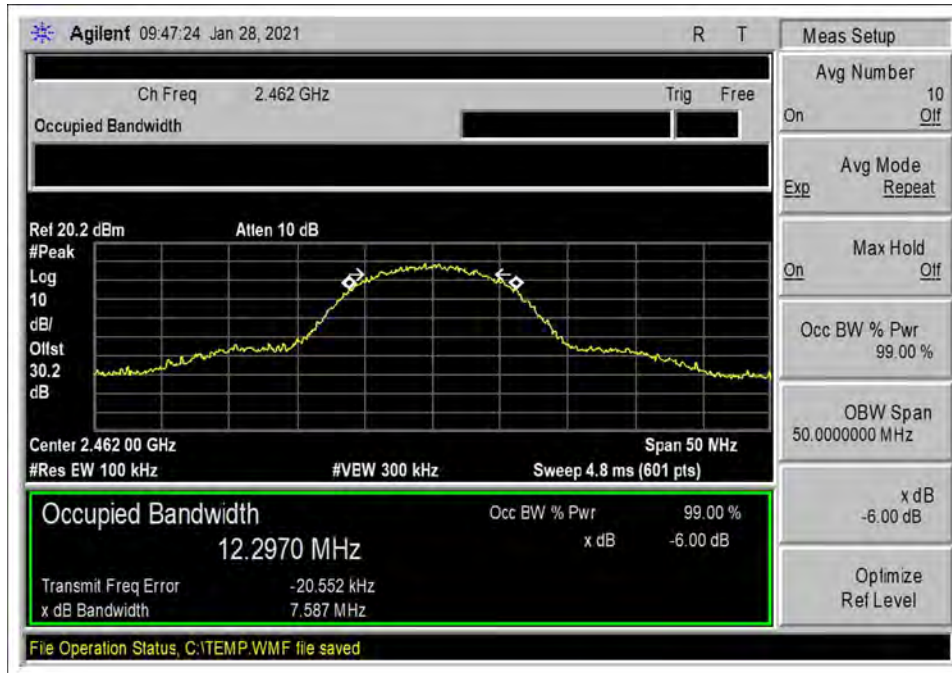 Agilent 09:47:24 Jan 28, 2021 R T
Ch Freq 2.462 GHz Trig Free
Occupied Bandwidth
Ref 20.2 dBm Atten 10 dB
#Peak
Log
10
dB/
Offst
30.2
dB
Center 2.462 00 GHz Span 50 MHz
#Res BW 100 kHz #VBW 300 kHz Sweep 4.8 ms (601 pts)
Occupied Bandwidth Occ BW % Pwr 99.00 %
12.2970 MHz x dB -6.00 dB
Transmit Freq Error -20.552 kHz
x dB Bandwidth 7.587 MHz
File Operation Status, C:\TEMP.WMF file saved
Meas Setup
Avg Number
10
On Off
Avg Mode
Exp Repeat
Max Hold
On Off
Occ BW % Pwr
99.00 %
OBW Span
50.0000000 MHz
x dB
-6.00 dB
Optimize
Ref Level